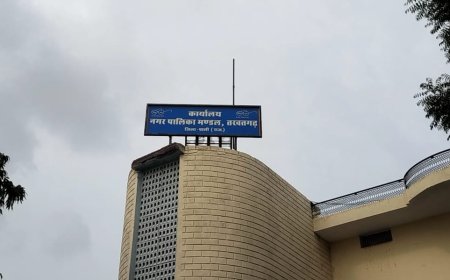 कार्यालय
नगर पालिका मण्डल, तखतगढ़
जिला-पाली (राज.)